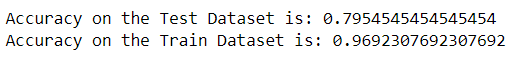 Accuracy on the Test Dataset is: 0.7954545454545454
Accuracy on the Train Dataset is: 0.9692307692307692